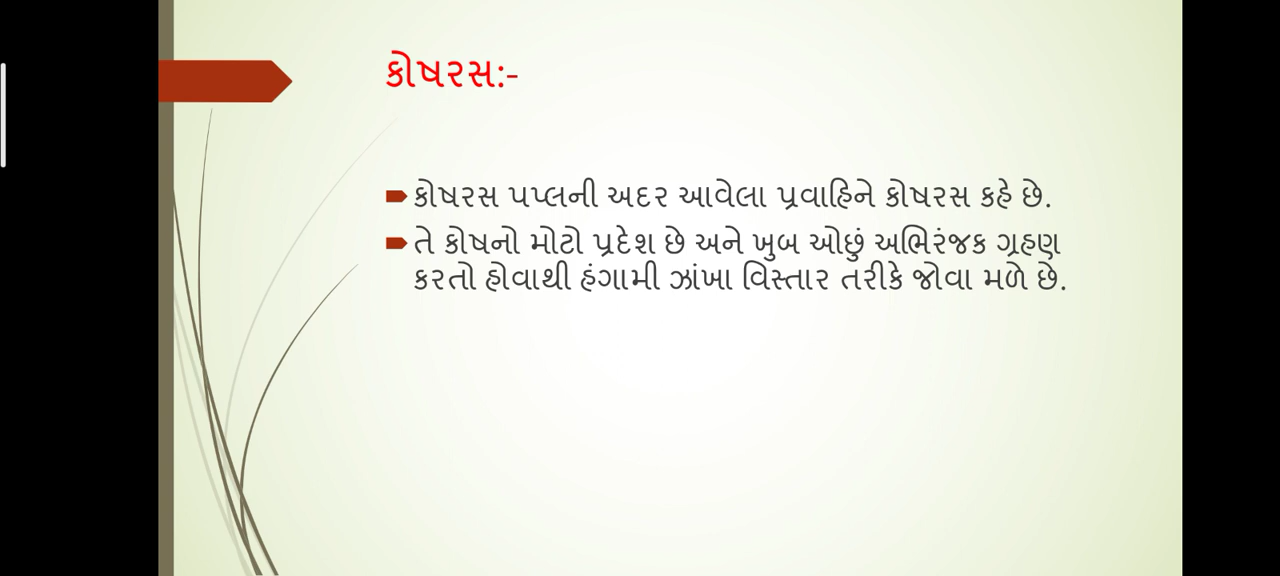 કોષરસ:-
કોષરસ પપ્લની અદર આવેલા પ્રવાહિને કોષરસ કહે છે.
તે કોષનો મોટો પ્રદેશ છે અને ખુબ ઓછું અભિરંજક ગ્રહણ
કરતો હોવાથી હંગામી ઝાંખા વિસ્તાર તરીકે જોવા મળે છે.